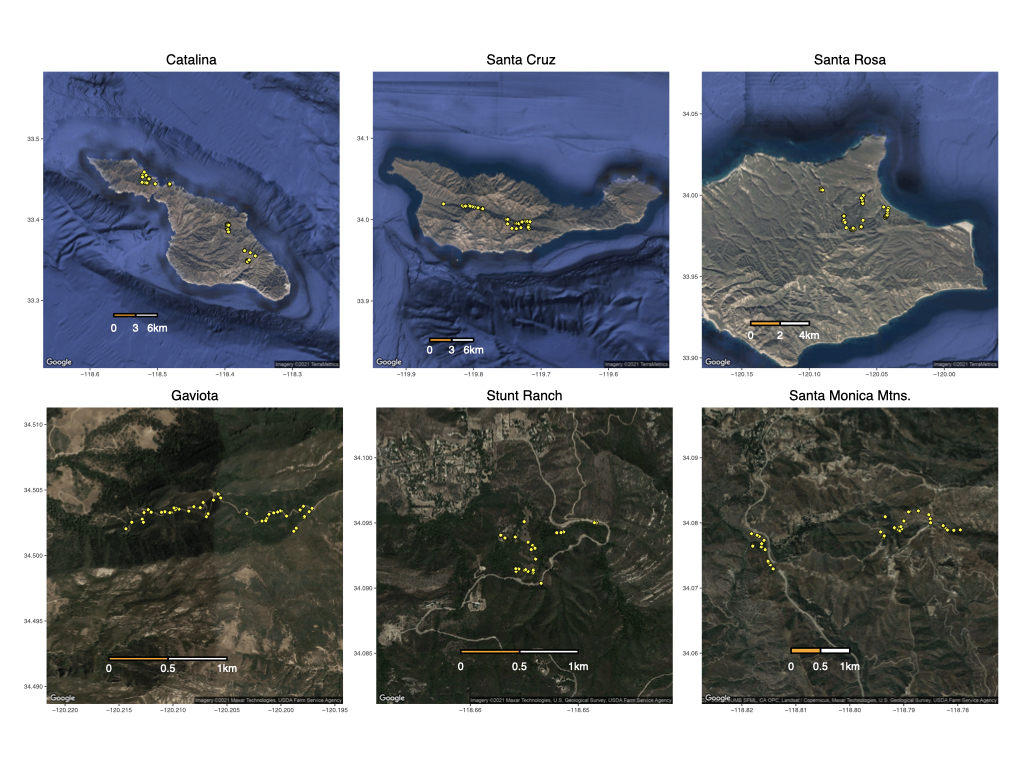 Catalina
Santa Cruz
Santa Rosa
33.5
33.4
33.3
0 3 6km
Google
Imagery ©2021 TerraMetrics
−118.6 −118.5 −118.4 −118.3
34.1
34.0
33.9
0 3 6km
Google
Imagery ©2021 TerraMetrics
−119.9 −119.8 −119.7 −119.6
34.05
34.00
33.95
33.90
0 2 4km
Google
Imagery ©2021 TerraMetrics
−120.15 −120.10 −120.05 −120.00
Gaviota
Stunt Ranch
Santa Monica Mtns.
34.510
34.505
34.500
34.495
34.490
0 0.5 1km
Google
Imagery ©2021 Maxar Technologies, USDA Farm Service Agency
−120.220 −120.215 −120.210 −120.205 −120.200 −120.195
34.100
34.095
34.090
34.085
0 0.5 1km
Google
Imagery ©2021 Maxar Technologies, U.S. Geological Survey, USDA Farm Service Agency
−118.66 −118.65
34.09
34.08
34.07
34.06
0 0.5 1km
Google
CA OPC, Landsat / Copernicus, Maxar Technologies, U.S. Geological Survey, USDA Farm Service Agency
−118.82 −118.81 −118.80 −118.79 −118.78